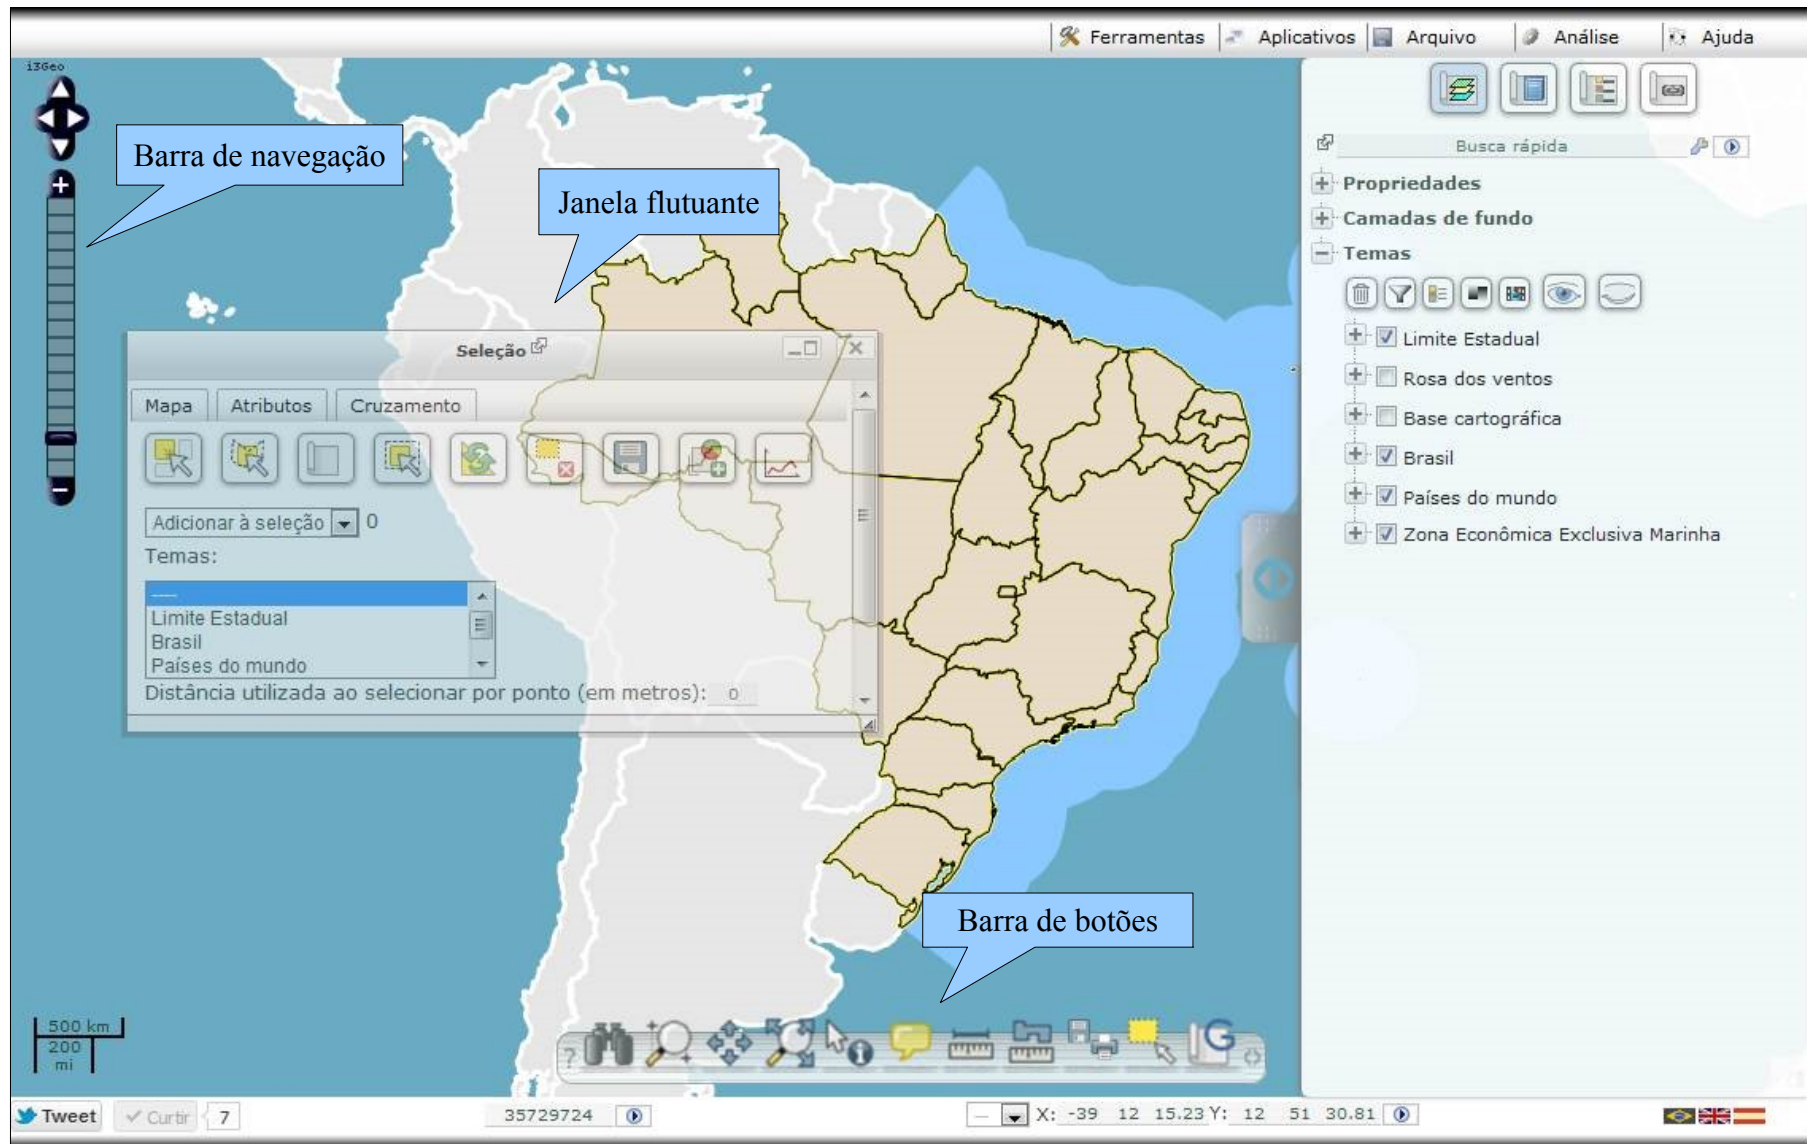 Ferramentas Aplicativos Arquivo Análise Ajuda
i3Geo
Barra de navegação
Janela flutuante
Busca rápida
Propriedades
Camadas de fundo
Temas
Limite Estadual
Rosa dos ventos
Base cartográfica
Brasil
Países do mundo
Zona Econômica Exclusiva Marinha
Seleção
Mapa Atributos Cruzamento
Adicionar à seleção 0
Temas:
----
Limite Estadual
Brasil
Países do mundo
Distância utilizada ao selecionar por ponto (em metros): 0
Barra de botões
500 km
200
mi
?
G
Tweet Curtir 7 35729724 — X: -39 12 15.23 Y: 12 51 30.81